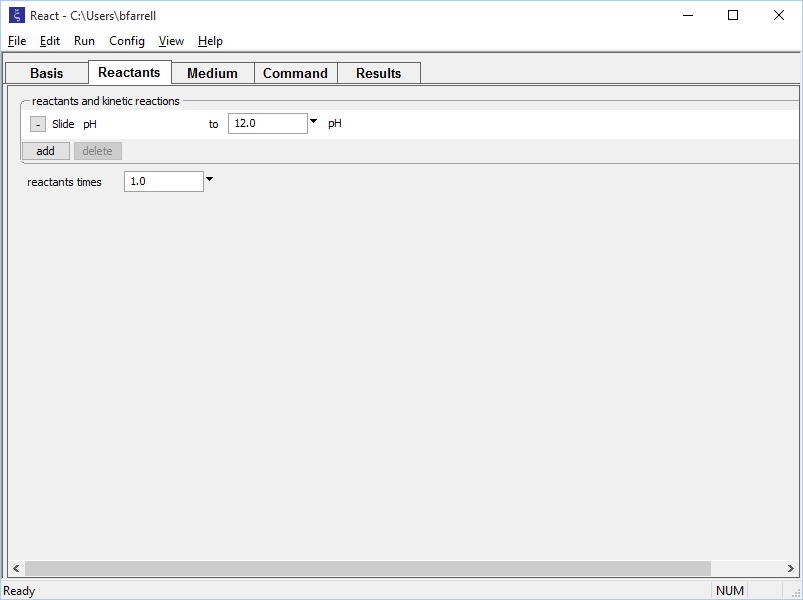 React - C:\Users\bfarrell
File Edit Run Config View Help
Basis Reactants Medium Command Results
reactants and kinetic reactions
- Slide pH to 12.0 pH
add delete
reactants times 1.0
Ready NUM